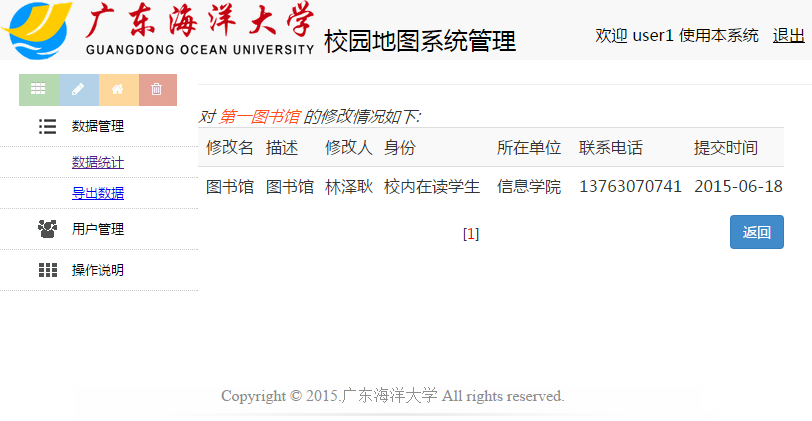 广东海洋大学
GUANGDONG OCEAN UNIVERSITY
校园地图系统管理
欢迎 user1 使用本系统 退出
数据管理
数据统计
导出数据
用户管理
操作说明
对 第一图书馆 的修改情况如下:
修改名 描述 修改人 身份 所在单位 联系电话 提交时间
图书馆 图书馆 林泽耿 校内在读学生 信息学院 13763070741 2015-06-18
[1]
返回
Copyright © 2015.广东海洋大学 All rights reserved.